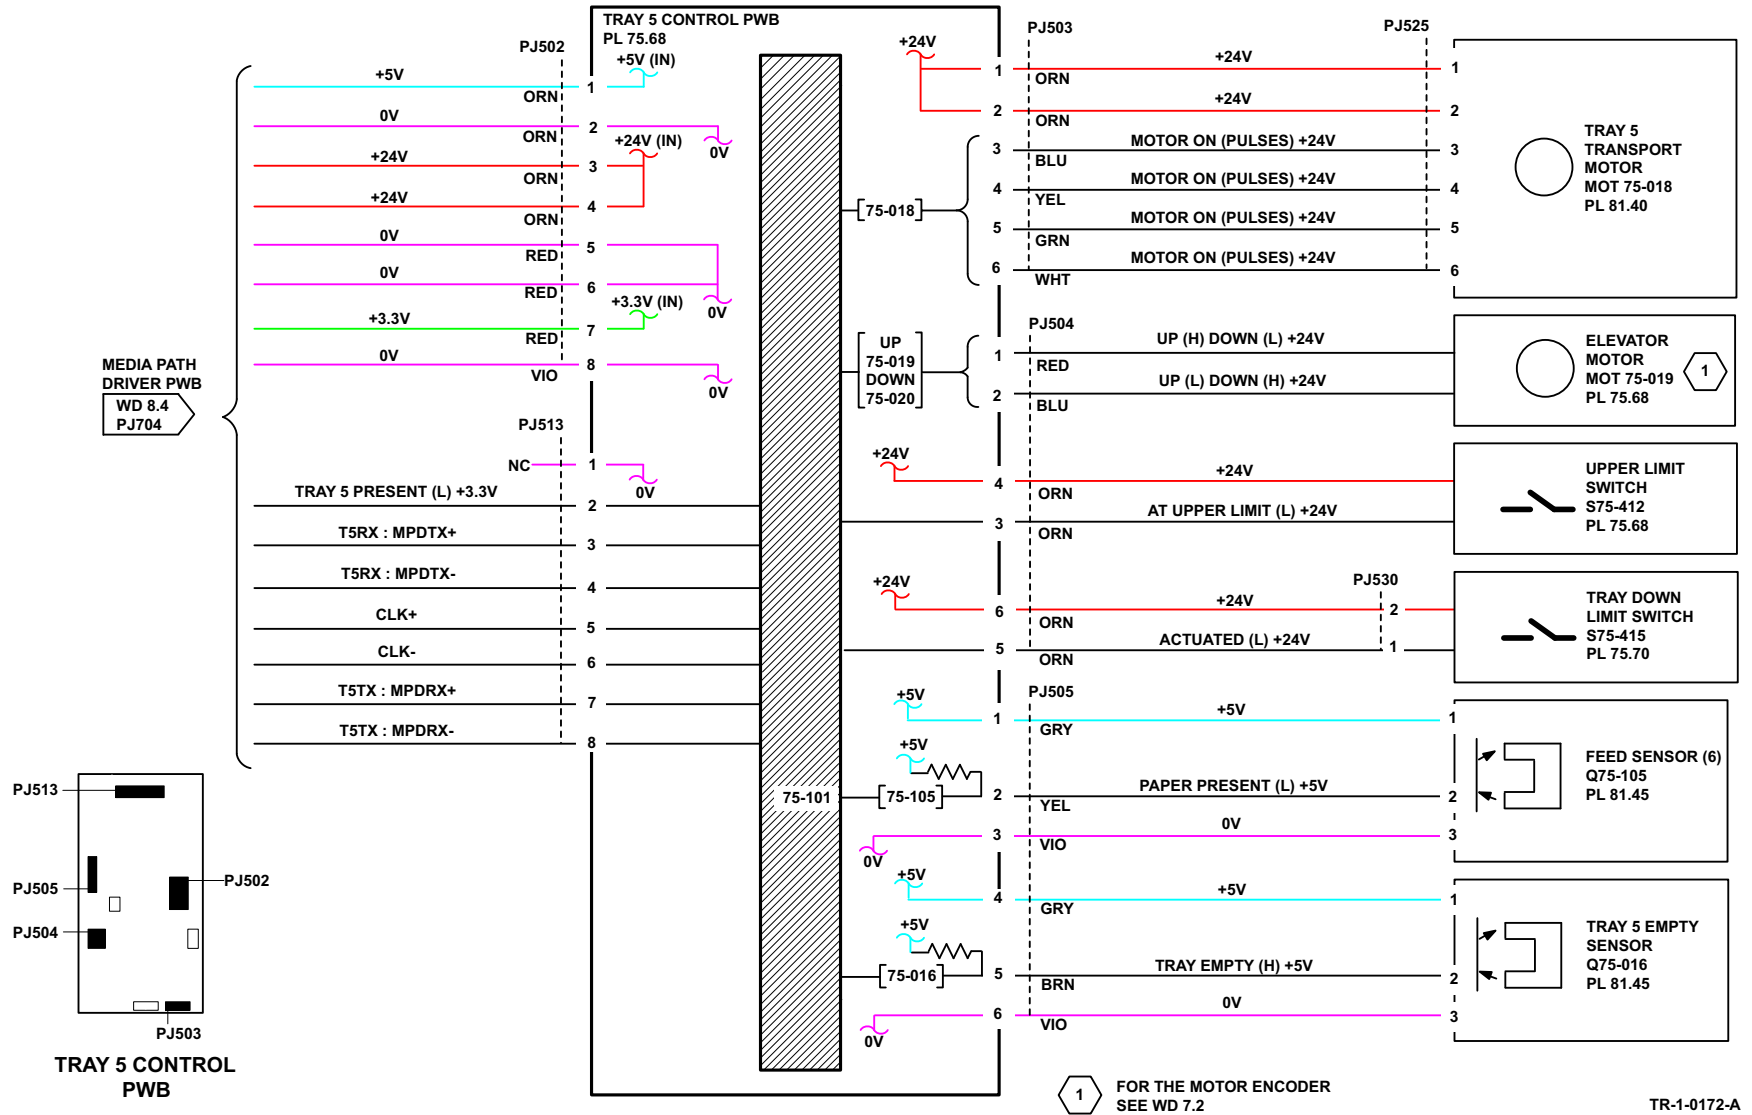 TRAY 5 CONTROL PWB
PL 75.68
PJ502
+5V
ORN
1
+5V (IN)
0V
ORN
2
0V
+24V
ORN
3
+24V (IN)
+24V
ORN
4
0V
RED
5
0V
RED
6
0V
+3.3V
RED
7
+3.3V (IN)
0V
VIO
8
0V
MEDIA PATH
DRIVER PWB
WD 8.4
PJ704
PJ513
NC
1
0V
TRAY 5 PRESENT (L) +3.3V
2
T5RX : MPDTX+
3
T5RX : MPDTX-
4
CLK+
5
CLK-
6
T5TX : MPDRX+
7
T5TX : MPDRX-
8
75-101
PJ503
PJ525
+24V
1
ORN
+24V
1
2
ORN
+24V
2
[75-018]
3
BLU
MOTOR ON (PULSES) +24V
3
4
YEL
MOTOR ON (PULSES) +24V
4
5
GRN
MOTOR ON (PULSES) +24V
5
6
WHT
MOTOR ON (PULSES) +24V
6
TRAY 5
TRANSPORT
MOTOR
MOT 75-018
PL 81.40
PJ504
UP
75-019
DOWN
75-020
1
RED
UP (H) DOWN (L) +24V
2
BLU
UP (L) DOWN (H) +24V
ELEVATOR
MOTOR
MOT 75-019
PL 75.68
1
+24V
4
ORN
+24V
3
ORN
AT UPPER LIMIT (L) +24V
UPPER LIMIT
SWITCH
S75-412
PL 75.68
+24V
6
ORN
+24V
PJ530
2
5
ORN
ACTUATED (L) +24V
1
TRAY DOWN
LIMIT SWITCH
S75-415
PL 75.70
PJ505
+5V
1
GRY
+5V
1
+5V
[75-105]
2
YEL
PAPER PRESENT (L) +5V
2
0V
3
VIO
0V
3
FEED SENSOR (6)
Q75-105
PL 81.45
+5V
4
GRY
+5V
1
+5V
[75-016]
5
BRN
TRAY EMPTY (H) +5V
2
0V
6
VIO
0V
3
TRAY 5 EMPTY
SENSOR
Q75-016
PL 81.45
PJ513
PJ505
PJ502
PJ504
PJ503
TRAY 5 CONTROL
PWB
1
FOR THE MOTOR ENCODER
SEE WD 7.2
TR-1-0172-A